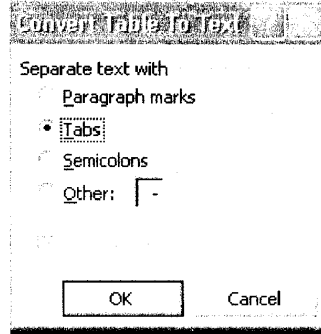 Convert Table To Text
Separate text with
Paragraph marks
Tabs
Semicolons
Other: -
OK
Cancel